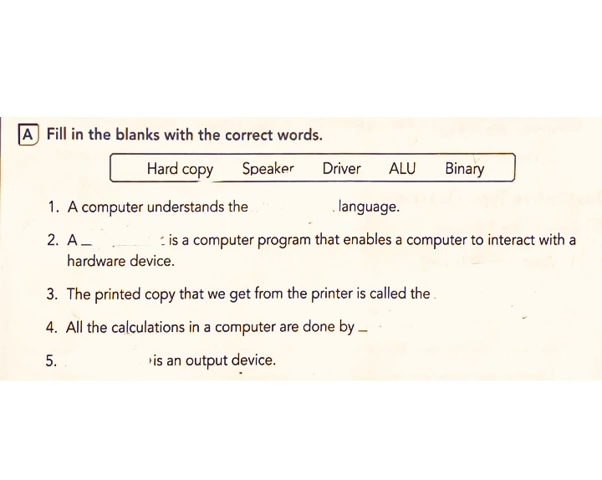 A Fill in the blanks with the correct words.
Hard copy Speaker Driver ALU Binary
1. A computer understands the . language.
2. A _ is a computer program that enables a computer to interact with a
hardware device.
3. The printed copy that we get from the printer is called the .
4. All the calculations in a computer are done by _
5. is an output device.